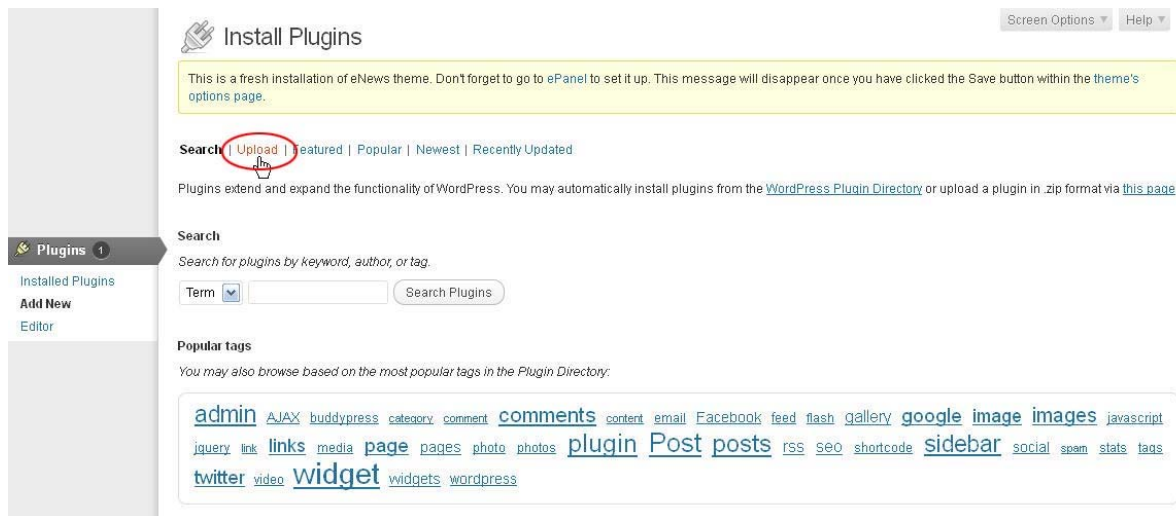 Screen Options Help
Install Plugins
This is a fresh installation of eNews theme. Don't forget to go to ePanel to set it up. This message will disappear once you have clicked the Save button within the theme's
options page.
Search | Upload | Featured | Popular | Newest | Recently Updated
Plugins extend and expand the functionality of WordPress. You may automatically install plugins from the WordPress Plugin Directory or upload a plugin in .zip format via this page
Plugins 1
Installed Plugins
Add New
Editor
Search
Search for plugins by keyword, author, or tag.
Term Search Plugins
Popular tags
You may also browse based on the most popular tags in the Plugin Directory:
admin AJAX buddypress category comment comments content email Facebook feed flash gallery google image images javascript
jquery link links media page pages photo photos plugin Post posts rss seo shortcode sidebar social spam stats tags
twitter video widget widgets wordpress